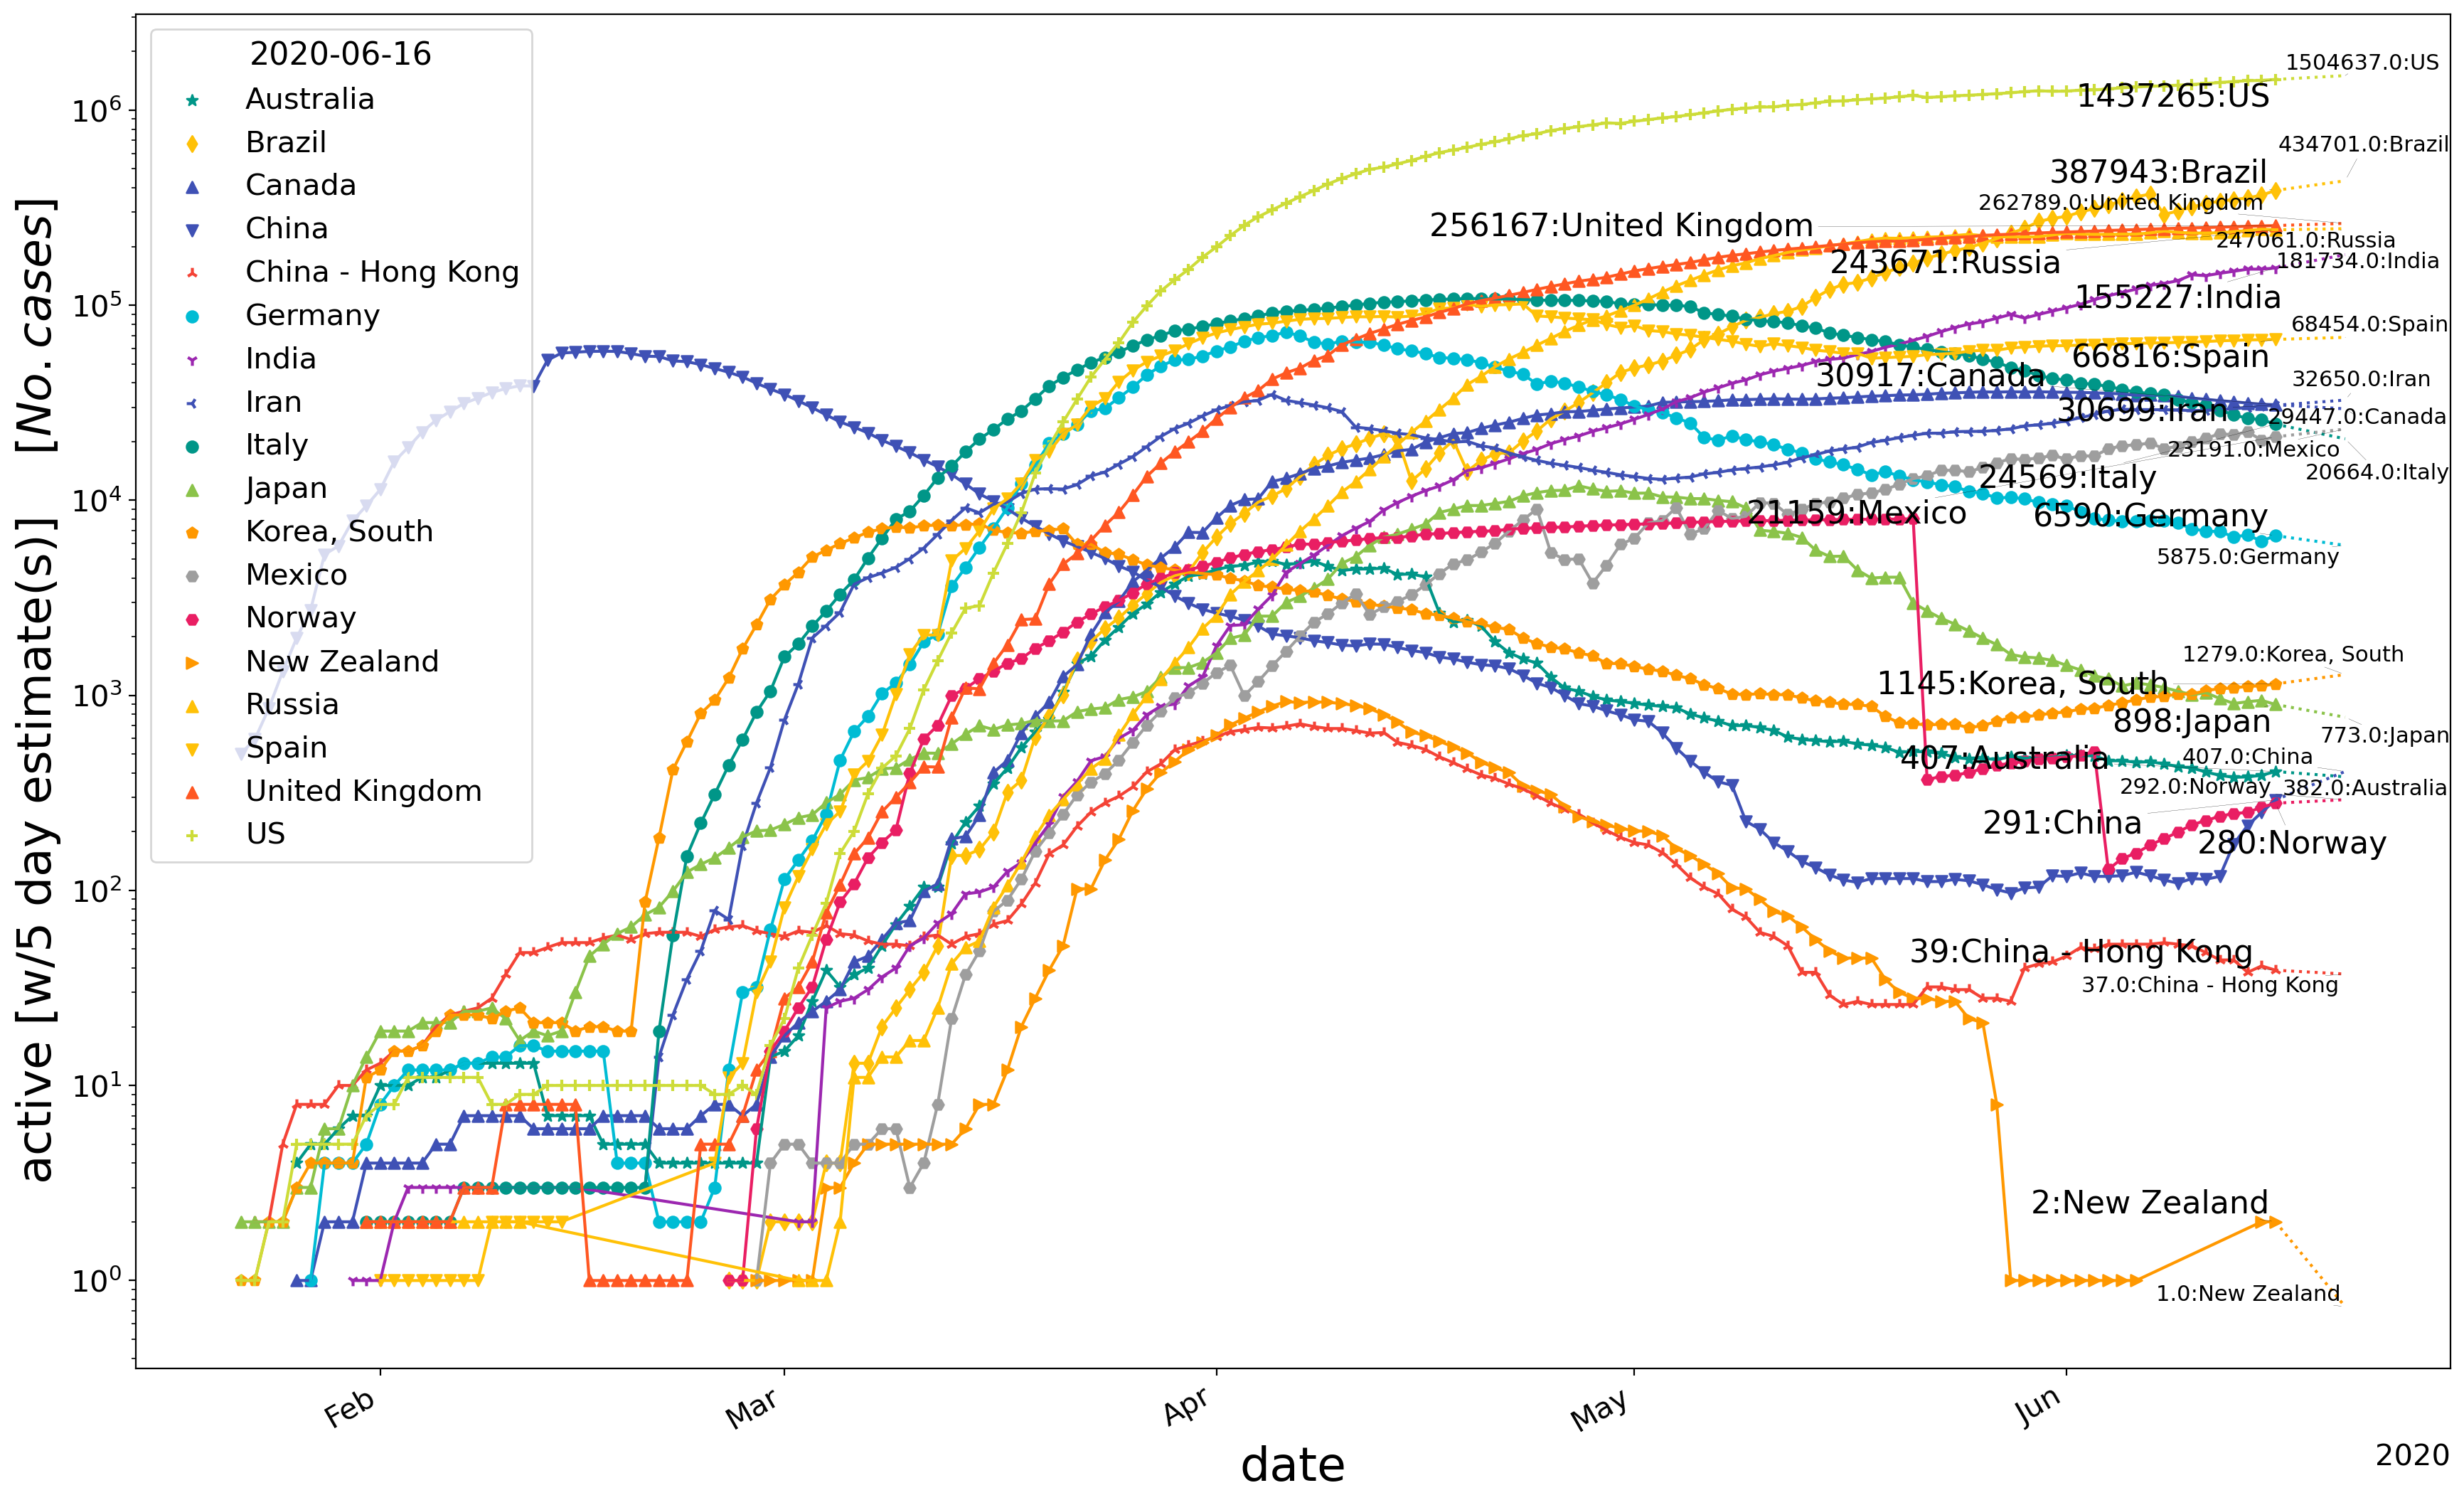 2020-06-16
Australia
Brazil
Canada
China
China - Hong Kong
Germany
India
Iran
Italy
Japan
Korea, South
Mexico
Norway
New Zealand
Russia
Spain
United Kingdom
US
active [w/5 day estimate(s)] [No. cases]
10⁶
10⁵
10⁴
10³
10²
10¹
10⁰
1504637.0:US
1437265:US
434701.0:Brazil
387943:Brazil
262789.0:United Kingdom
256167:United Kingdom
247061.0:Russia
243671:Russia
181734.0:India
155227:India
68454.0:Spain
66816:Spain
30917:Canada
32650.0:Iran
30699:Iran
29447.0:Canada
23191.0:Mexico
20664.0:Italy
24569:Italy
21159:Mexico
6590:Germany
5875.0:Germany
1279.0:Korea, South
1145:Korea, South
898:Japan
773.0:Japan
407:Australia
407.0:China
292.0:Norway
382.0:Australia
291:China
280:Norway
39:China - Hong Kong
37.0:China - Hong Kong
2:New Zealand
1.0:New Zealand
Feb
Mar
Apr
May
Jun
date
2020